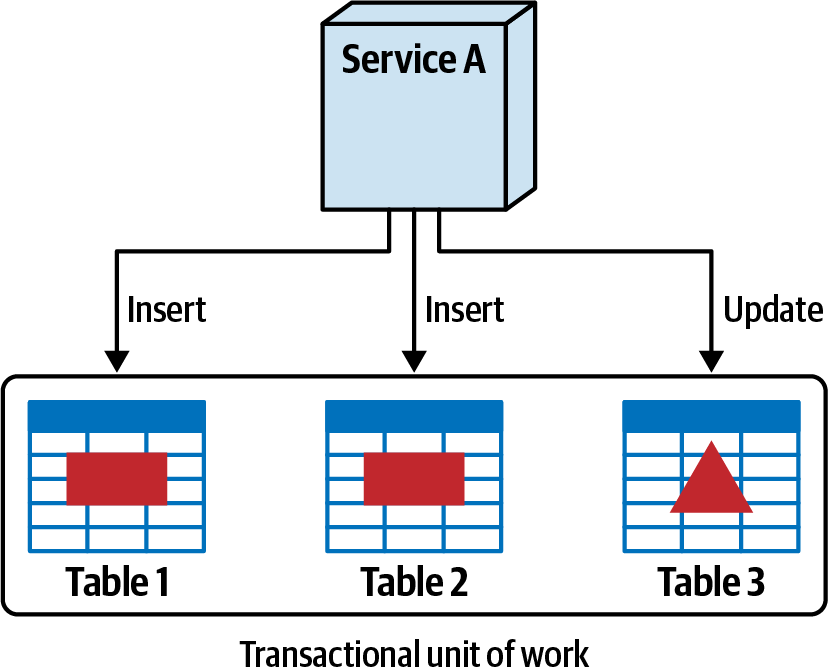 Service A
Insert
Insert
Update
Table 1
Table 2
Table 3
Transactional unit of work